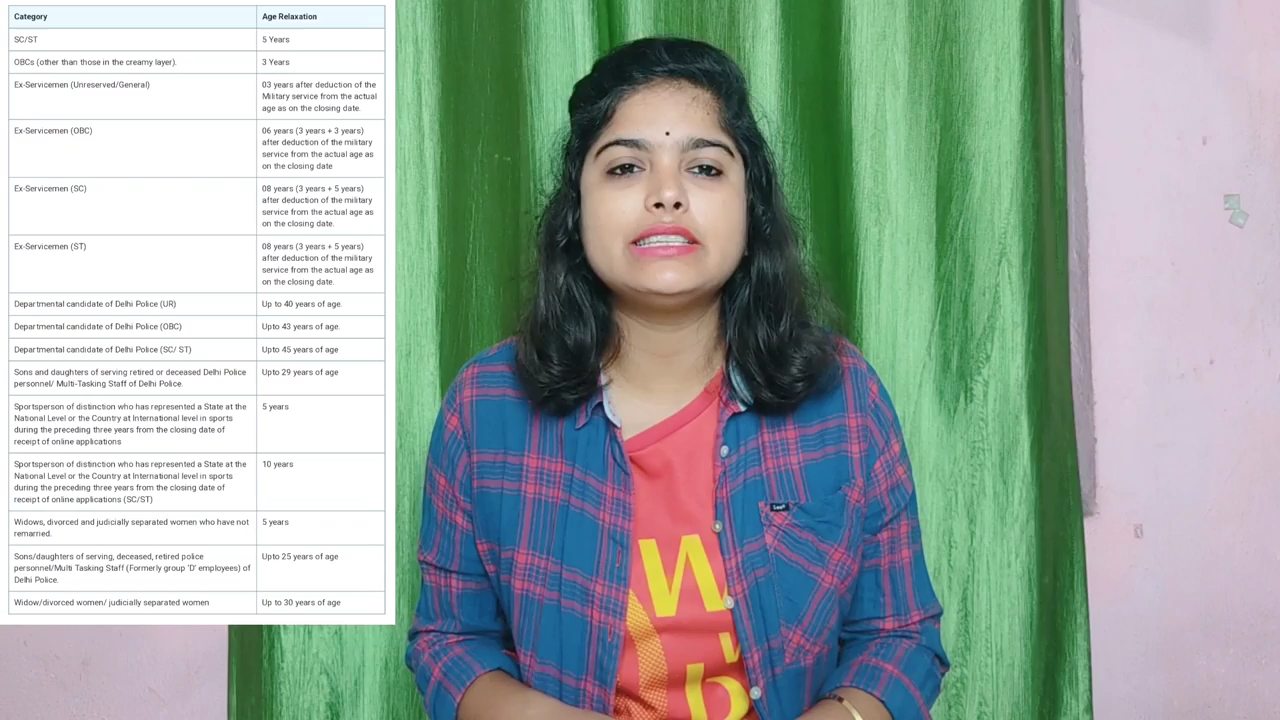 Category Age Relaxation
SC/ST 5 Years
OBCs (other than those in the creamy layer). 3 Years
Ex-Servicemen (Unreserved/General) 03 years after deduction of the
Military service from the actual
age as on the closing date.
Ex-Servicemen (OBC) 06 years (3 years + 3 years)
after deduction of the military
service from the actual age as
on the closing date
Ex-Servicemen (SC) 08 years (3 years + 5 years)
after deduction of the military
service from the actual age as
on the closing date.
Ex-Servicemen (ST) 08 years (3 years + 5 years)
after deduction of the military
service from the actual age as
on the closing date.
Departmental candidate of Delhi Police (UR) Up to 40 years of age.
Departmental candidate of Delhi Police (OBC) Upto 43 years of age.
Departmental candidate of Delhi Police (SC/ ST) Upto 45 years of age
Sons and daughters of serving retired or deceased Delhi Police Upto 29 years of age
personnel/ Multi-Tasking Staff of Delhi Police.
Sportsperson of distinction who has represented a State at the 5 years
National Level or the Country at International level in sports
during the preceding three years from the closing date of
receipt of online applications
Sportsperson of distinction who has represented a State at the 10 years
National Level or the Country at International level in sports
during the preceding three years from the closing date of
receipt of online applications (SC/ST)
Widows, divorced and judicially separated women who have not 5 years
remarried.
Sons/daughters of serving, deceased, retired police Upto 25 years of age
personnel/Multi Tasking Staff (Formerly group 'D' employees) of
Delhi Police.
Widow/divorced women/ judicially separated women Up to 30 years of age